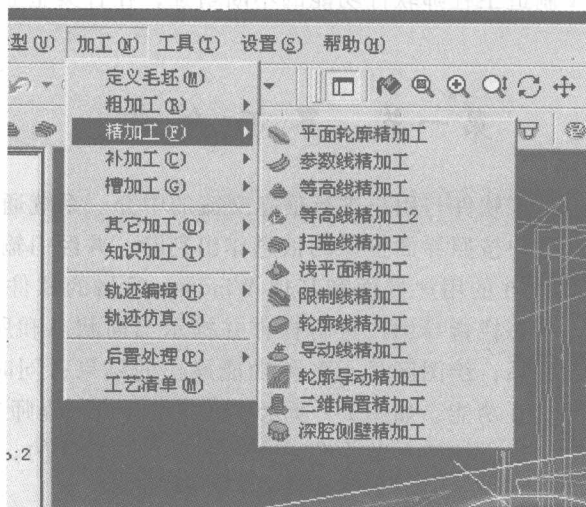 型(U) 加工(N) 工具(T) 设置(S) 帮助(H)
定义毛坯(M)
粗加工(R)
精加工(F)
补加工(C)
槽加工(G)
其它加工(O)
知识加工(T)
轨迹编辑(H)
轨迹仿真(S)
后置处理(P)
工艺清单(M)
平面轮廓精加工
参数线精加工
等高线精加工
等高线精加工2
扫描线精加工
浅平面精加工
限制线精加工
轮廓线精加工
导动线精加工
轮廓导动精加工
三维偏置精加工
深腔侧壁精加工
:2